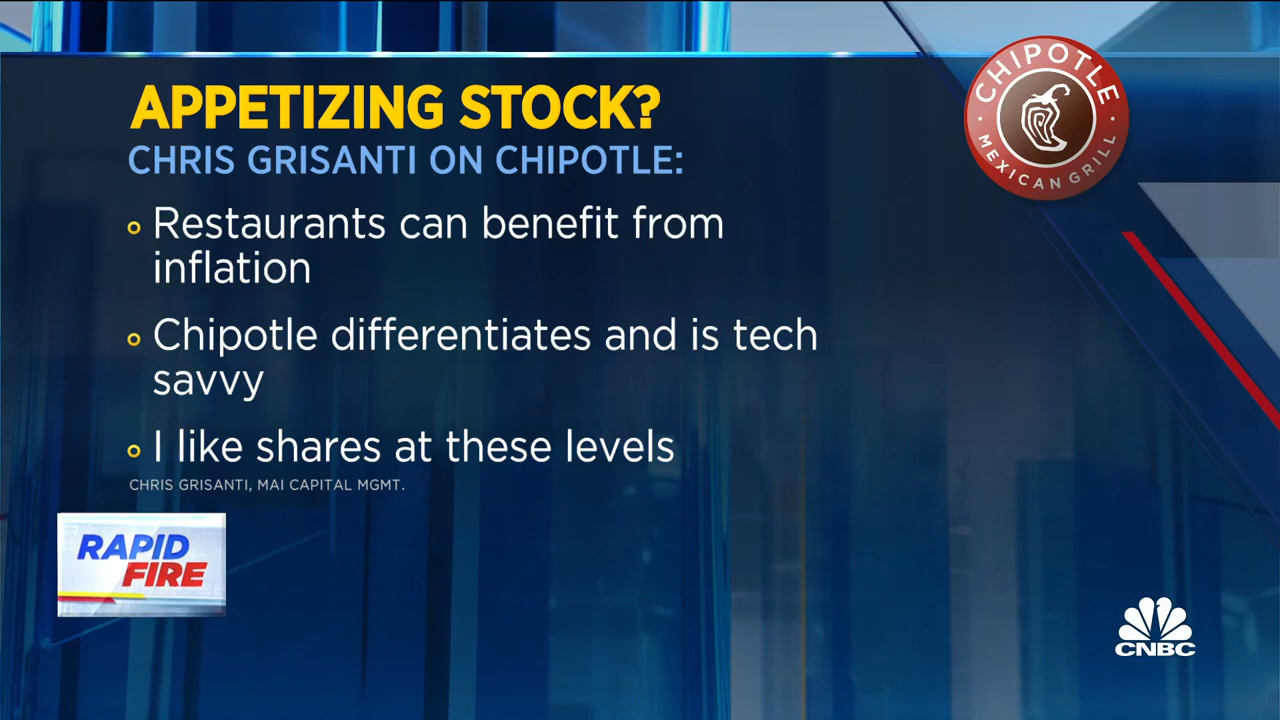 APPETIZING STOCK?
CHRIS GRISANTI ON CHIPOTLE:
CHIPOTLE
MEXICAN GRILL
Restaurants can benefit from
inflation
Chipotle differentiates and is tech
savvy
I like shares at these levels
CHRIS GRISANTI, MAI CAPITAL MGMT.
RAPID
FIRE
CNBC